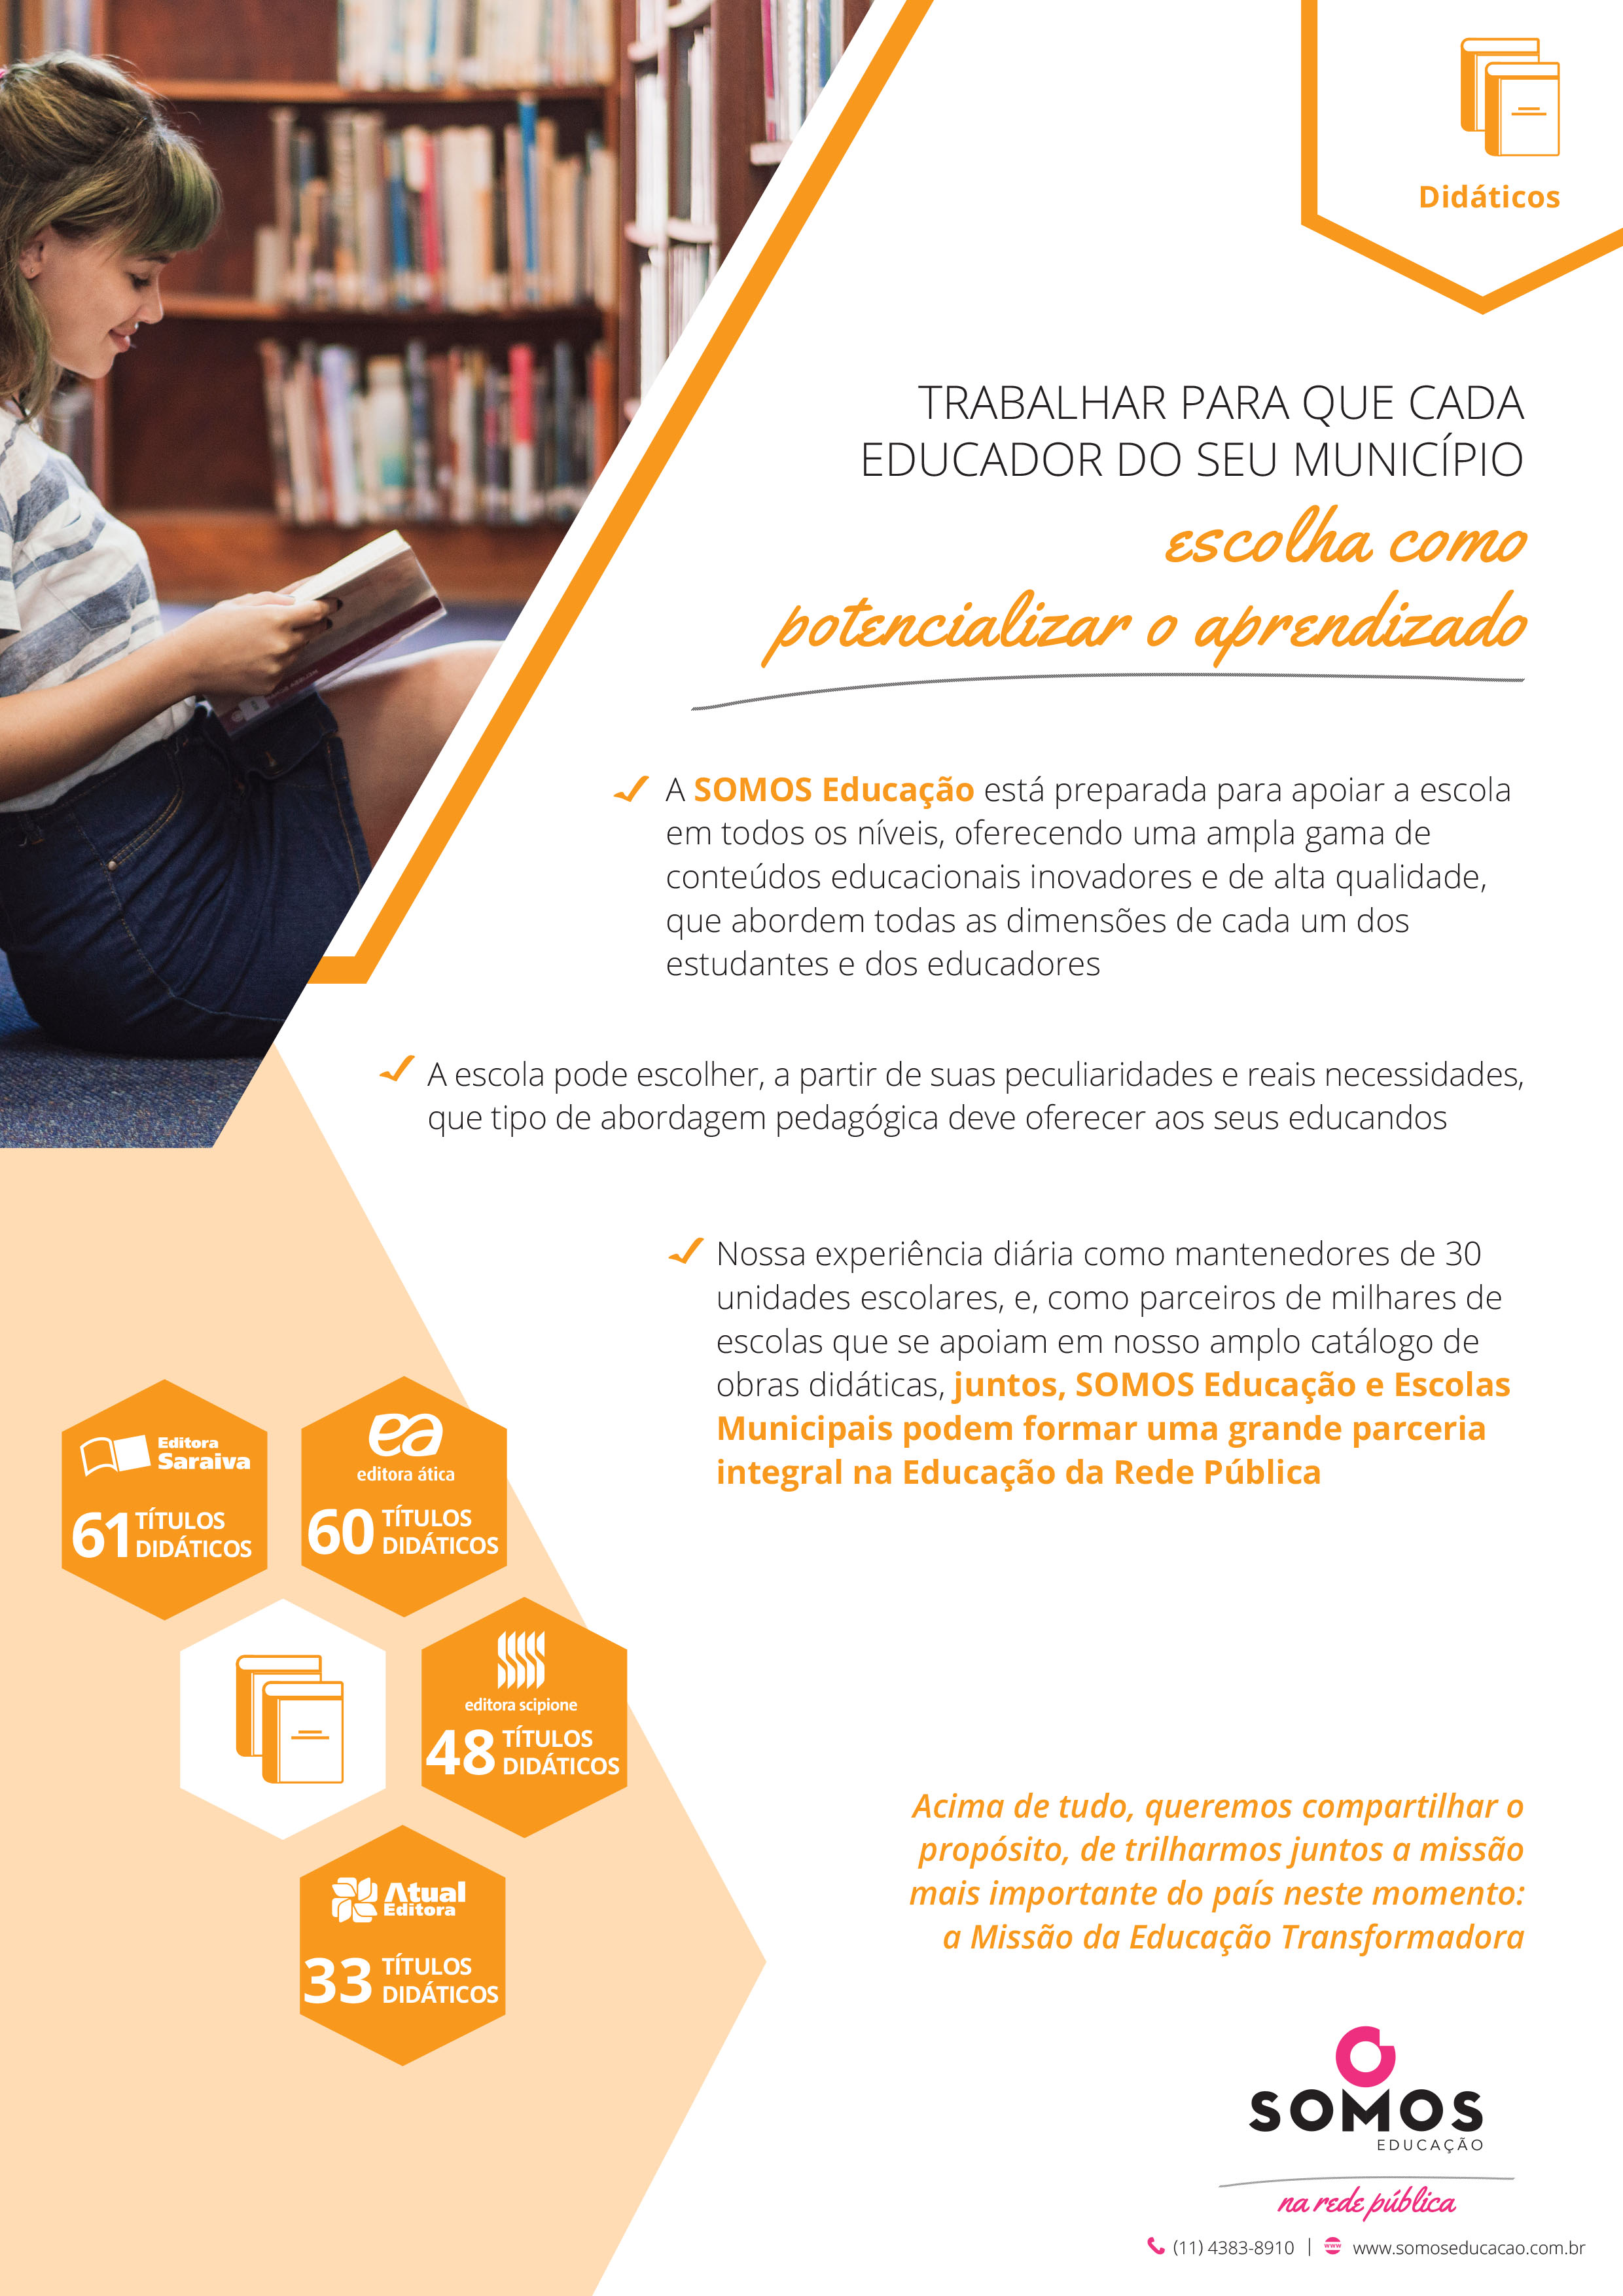 Didáticos
TRABALHAR PARA QUE CADA
EDUCADOR DO SEU MUNICÍPIO
escolha como
potencializar o aprendizado
A SOMOS Educação está preparada para apoiar a escola
em todos os níveis, oferecendo uma ampla gama de
conteúdos educacionais inovadores e de alta qualidade,
que abordem todas as dimensões de cada um dos
estudantes e dos educadores
A escola pode escolher, a partir de suas peculiaridades e reais necessidades,
que tipo de abordagem pedagógica deve oferecer aos seus educandos
Nossa experiência diária como mantenedores de 30
unidades escolares, e, como parceiros de milhares de
escolas que se apoiam em nosso amplo catálogo de
obras didáticas, juntos, SOMOS Educação e Escolas
Municipais podem formar uma grande parceria
integral na Educação da Rede Pública
Editora
Saraiva
61 TÍTULOS
DIDÁTICOS
ea
editora ática
60 TÍTULOS
DIDÁTICOS
editora scipione
48 TÍTULOS
DIDÁTICOS
Atual
Editora
33 TÍTULOS
DIDÁTICOS
Acima de tudo, queremos compartilhar o
propósito, de trilharmos juntos a missão
mais importante do país neste momento:
a Missão da Educação Transformadora
SOMOS
EDUCAÇÃO
na rede pública
(11) 4383-8910 | www www.somoseducacao.com.br